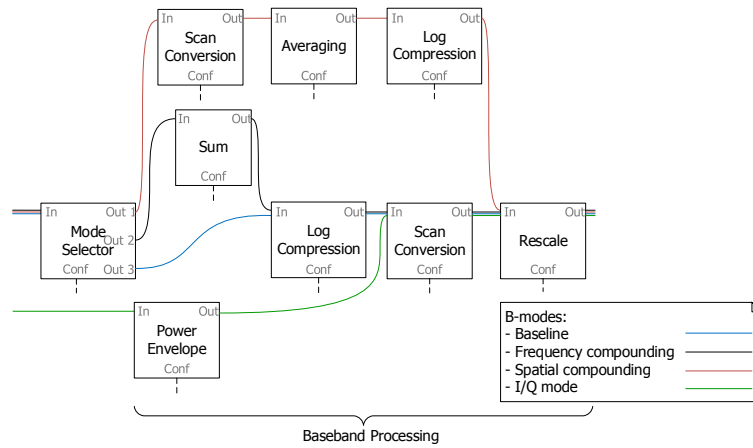 In Out
Scan
Conversion
Conf
In Out
Averaging
Conf
In Out
Log
Compression
Conf
In Out
Sum
Conf
In Out 1
Mode
Selector
Out 2
Conf Out 3
In Out
Log
Compression
Conf
In Out
Scan
Conversion
Conf
In Out
Rescale
Conf
In Out
Power
Envelope
Conf
B-modes:
- Baseline
- Frequency compounding
- Spatial compounding
- I/Q mode
Baseband Processing